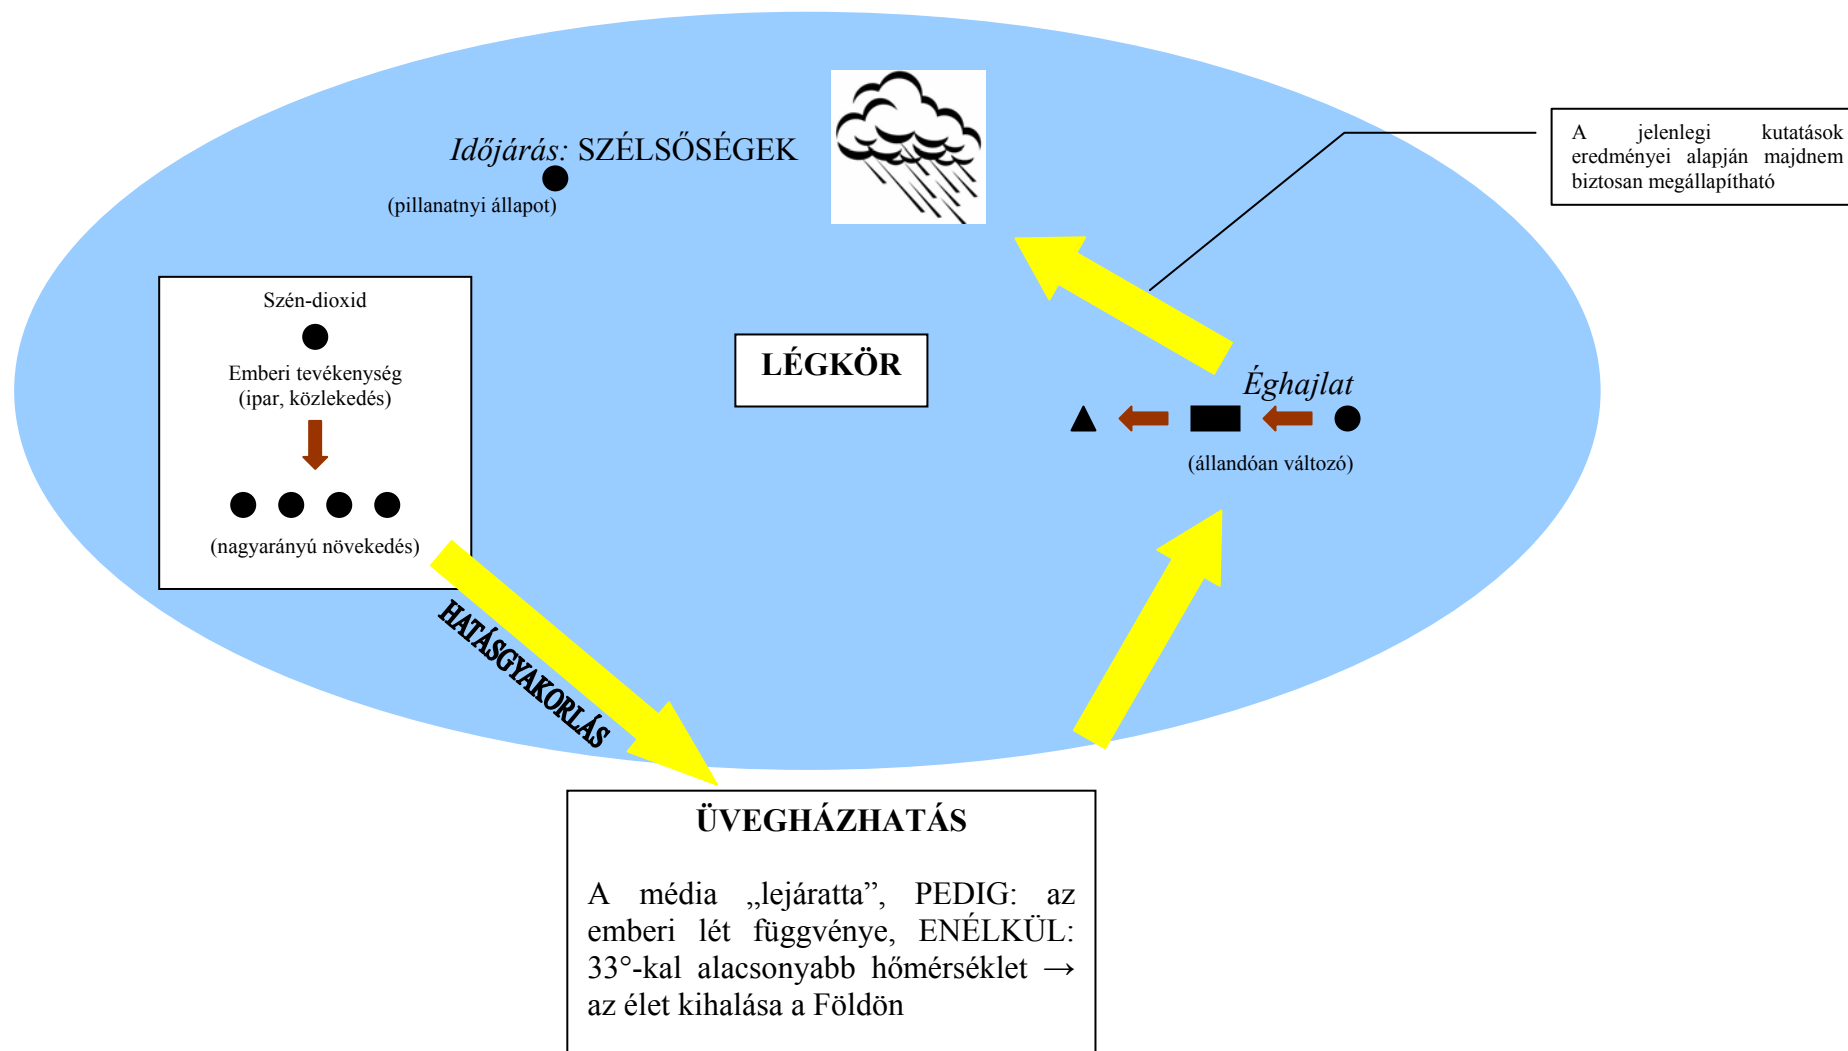 Időjárás: SZÉLSŐSÉGEK
(pillanatnyi állapot)
A jelenlegi kutatások
eredményei alapján majdnem
biztosan megállapítható
Szén-dioxid
Emberi tevékenység
(ipar, közlekedés)
(nagyarányú növekedés)
LÉGKÖR
Éghajlat
(állandóan változó)
HATÁSGYAKORLÁS
ÜVEGHÁZHATÁS
A média „lejáratta”, PEDIG: az
emberi lét függvénye, ENÉLKÜL:
33°-kal alacsonyabb hőmérséklet →
az élet kihalása a Földön